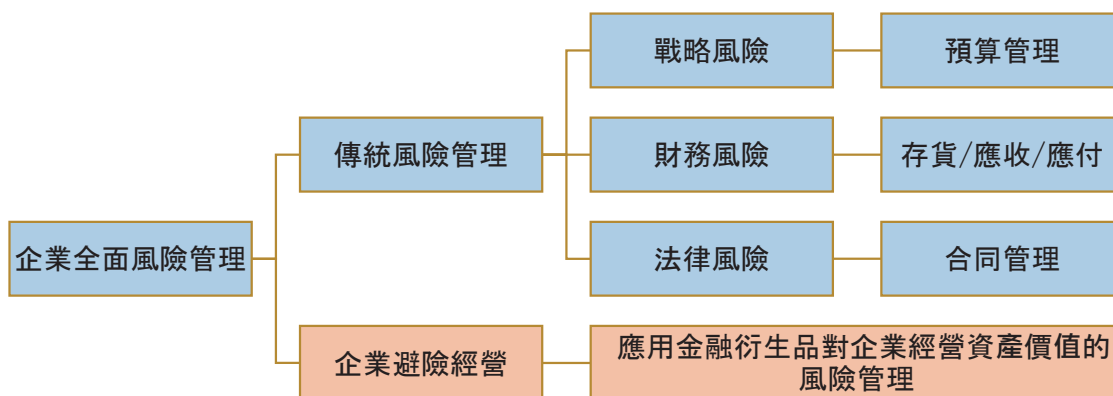 戰略風險
預算管理
傳統風險管理
財務風險
存貨/應收/應付
企業全面風險管理
法律風險
合同管理
企業避險經營
應用金融衍生品對企業經營資產價值的
風險管理